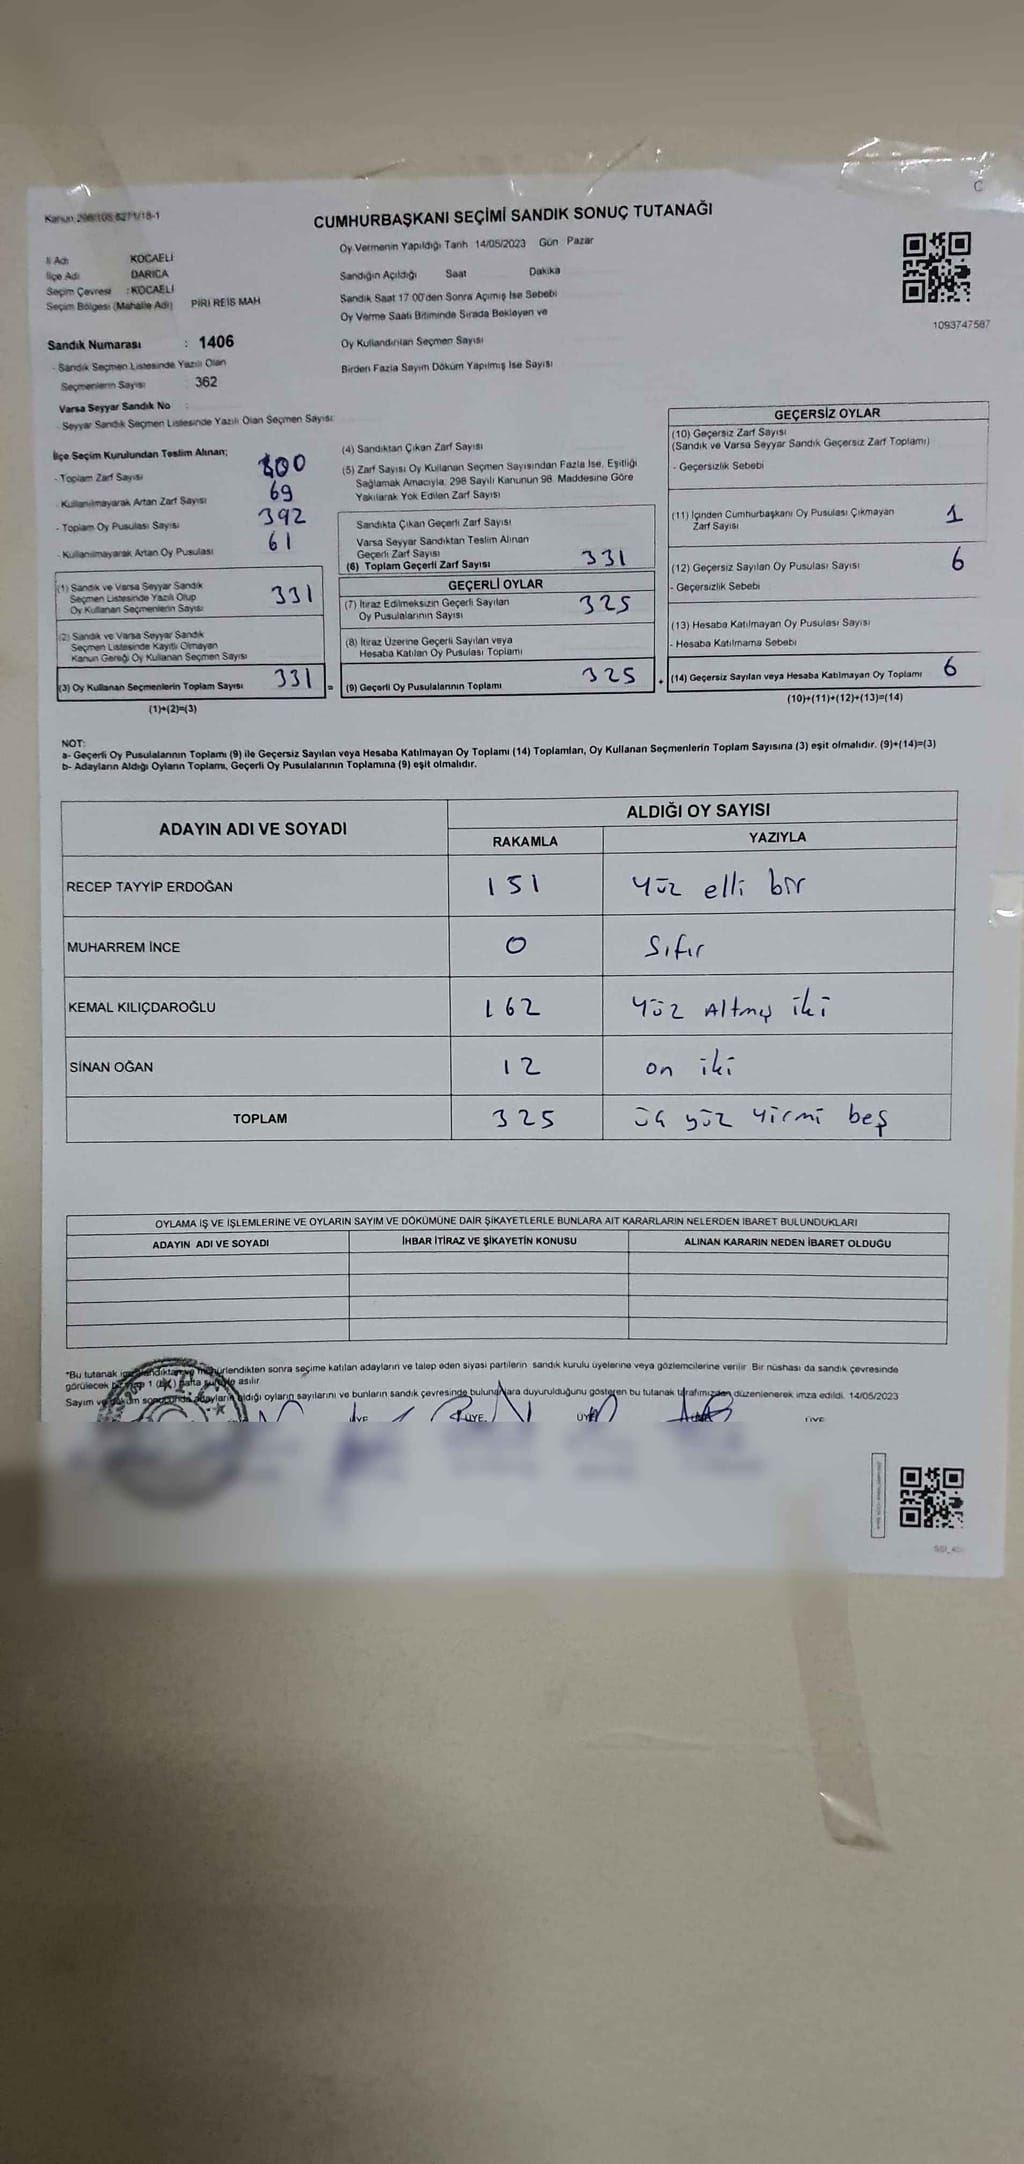 C
Kanun 298/105 6271/18-1
CUMHURBAŞKANI SEÇİMİ SANDIK SONUÇ TUTANAĞI
İl Adı KOCAELİ
İlçe Adı DARICA
Seçim Çevresi : KOCAELİ
Seçim Bölgesi (Mahalle Adı) PİRİ REİS MAH
Oy Vermenin Yapıldığı Tarih 14/05/2023 Gün Pazar
Sandığın Açıldığı Saat Dakika
Sandık Saat 17 00'den Sonra Açılmış İse Sebebi
Oy Verme Saati Bitiminde Sırada Bekleyen ve
Oy Kullandırılan Seçmen Sayısı
Birden Fazla Sayım Döküm Yapılmış İse Sayısı
1093747587
Sandık Numarası : 1406
- Sandık Seçmen Listesinde Yazılı Olan
Seçmenlerin Sayısı 362
Varsa Seyyar Sandık No :
- Seyyar Sandık Seçmen Listesinde Yazılı Olan Seçmen Sayısı:
İlçe Seçim Kurulundan Teslim Alınan;
- Toplam Zarf Sayısı 400
- Kullanılmayarak Artan Zarf Sayısı 69
- Toplam Oy Pusulası Sayısı 392
- Kullanılmayarak Artan Oy Pusulası 61
(1) Sandık ve Varsa Seyyar Sandık
Seçmen Listesinde Yazılı Olup
Oy Kullanan Seçmenlerin Sayısı 331
(2) Sandık ve Varsa Seyyar Sandık
Seçmen Listesinde Kayıtlı Olmayan
Kanun Gereği Oy Kullanan Seçmen Sayısı
(3) Oy Kullanan Seçmenlerin Toplam Sayısı 331 =
(1)+(2)=(3)
(4) Sandıktan Çıkan Zarf Sayısı
(5) Zarf Sayısı Oy Kullanan Seçmen Sayısından Fazla İse, Eşitliği
Sağlamak Amacıyla, 298 Sayılı Kanunun 98. Maddesine Göre
Yakılarak Yok Edilen Zarf Sayısı
Sandıkta Çıkan Geçerli Zarf Sayısı
Varsa Seyyar Sandıktan Teslim Alınan
Geçerli Zarf Sayısı
(6) Toplam Geçerli Zarf Sayısı 331
GEÇERLİ OYLAR
(7) İtiraz Edilmeksizin Geçerli Sayılan
Oy Pusulalarının Sayısı 325
(8) İtiraz Üzerine Geçerli Sayılan veya
Hesaba Katılan Oy Pusulası Toplamı
(9) Geçerli Oy Pusulalarının Toplamı 325 +
GEÇERSİZ OYLAR
(10) Geçersiz Zarf Sayısı
(Sandık ve Varsa Seyyar Sandık Geçersiz Zarf Toplamı)
- Geçersizlik Sebebi
(11) İçinden Cumhurbaşkanı Oy Pusulası Çıkmayan
Zarf Sayısı 1
(12) Geçersiz Sayılan Oy Pusulası Sayısı 6
- Geçersizlik Sebebi
(13) Hesaba Katılmayan Oy Pusulası Sayısı
- Hesaba Katılmama Sebebi
(14) Geçersiz Sayılan veya Hesaba Katılmayan Oy Toplamı 6
(10)+(11)+(12)+(13)=(14)
NOT:
a- Geçerli Oy Pusulalarının Toplamı (9) ile Geçersiz Sayılan veya Hesaba Katılmayan Oy Toplamı (14) Toplamları, Oy Kullanan Seçmenlerin Toplam Sayısına (3) eşit olmalıdır. (9)+(14)=(3)
b- Adayların Aldığı Oyların Toplamı, Geçerli Oy Pusulalarının Toplamına (9) eşit olmalıdır.
ADAYIN ADI VE SOYADI ALDIĞI OY SAYISI
RAKAMLA YAZIYLA
RECEP TAYYİP ERDOĞAN 151 Yüz elli bir
MUHARREM İNCE 0 Sıfır
KEMAL KILIÇDAROĞLU 162 Yüz Altmış iki
SİNAN OĞAN 12 on iki
TOPLAM 325 üç yüz yirmi beş
OYLAMA İŞ VE İŞLEMLERİNE VE OYLARIN SAYIM VE DÖKÜMÜNE DAİR ŞİKAYETLERLE BUNLARA AİT KARARLARIN NELERDEN İBARET BULUNDUKLARI
ADAYIN ADI VE SOYADI İHBAR İTİRAZ VE ŞİKAYETİN KONUSU ALINAN KARARIN NEDEN İBARET OLDUĞU
*Bu tutanak imzalandıktan ve mühürlendikten sonra seçime katılan adayların ve talep eden siyasi partilerin sandık kurulu üyelerine veya gözlemcilerine verilir. Bir nüshası da sandık çevresinde
görülecek bir yere 1 (bir) hafta süreyle asılır.
Sayım ve döküm sonucunda adayların aldığı oyların sayılarını ve bunların sandık çevresinde bulunanlara duyurulduğunu gösteren bu tutanak tarafımızdan düzenlenerek imza edildi. 14/05/2023
ÜYE ÜYE ÜYE ÜYE